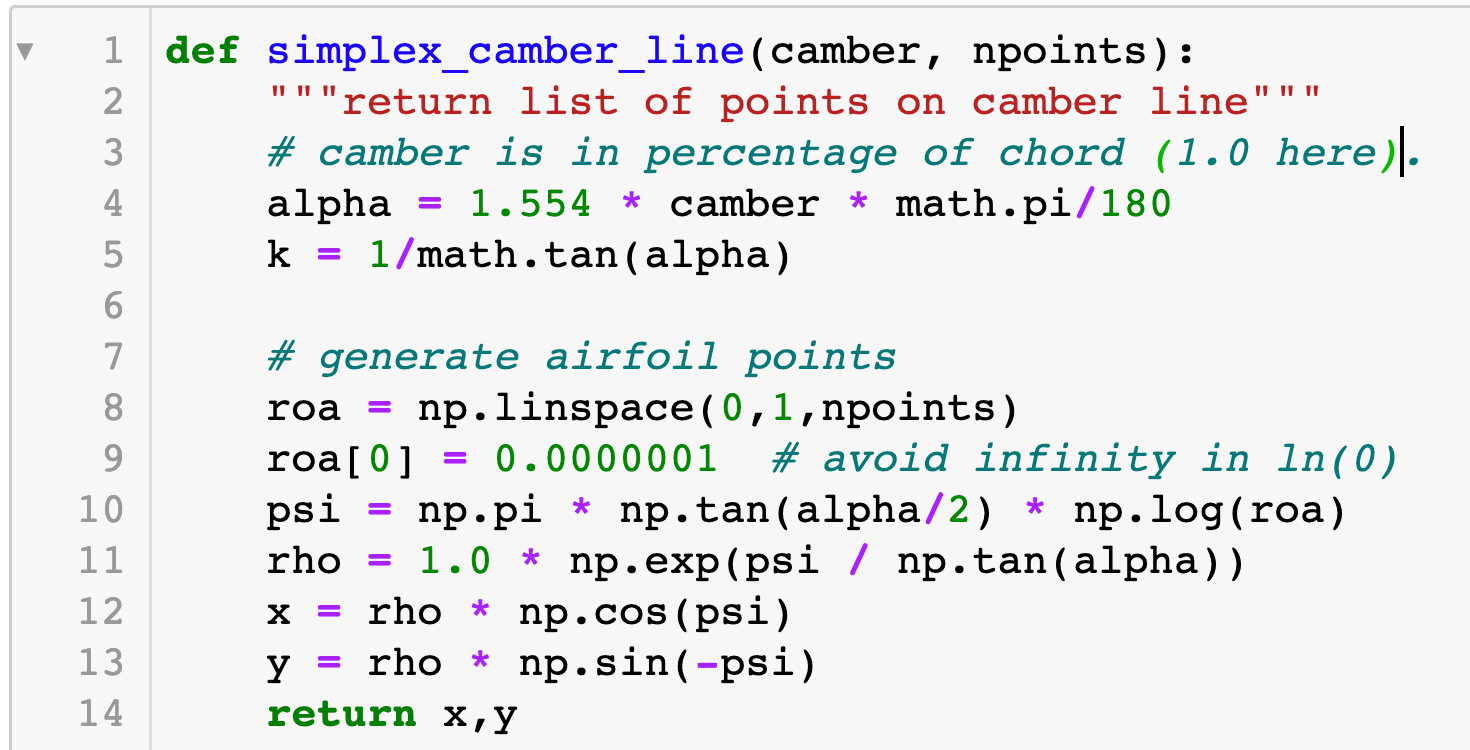 1 def simplex_camber_line(camber, npoints):
2     """return list of points on camber line"""
3     # camber is in percentage of chord (1.0 here).
4     alpha = 1.554 * camber * math.pi/180
5     k = 1/math.tan(alpha)
6
7     # generate airfoil points
8     roa = np.linspace(0,1,npoints)
9     roa[0] = 0.0000001  # avoid infinity in ln(0)
10     psi = np.pi * np.tan(alpha/2) * np.log(roa)
11     rho = 1.0 * np.exp(psi / np.tan(alpha))
12     x = rho * np.cos(psi)
13     y = rho * np.sin(-psi)
14     return x,y